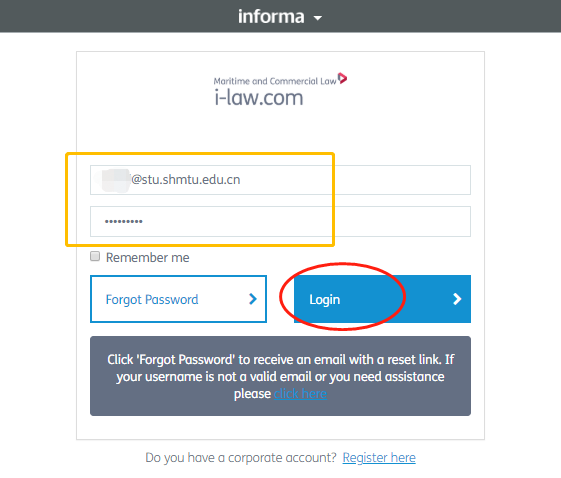 informa
Maritime and Commercial Law
i-law.com
@stu.shmtu.edu.cn
•••••••••
Remember me
Forgot Password
Login
Click 'Forgot Password' to receive an email with a reset link. If
your username is not a valid email or you need assistance
please click here
Do you have a corporate account? Register here